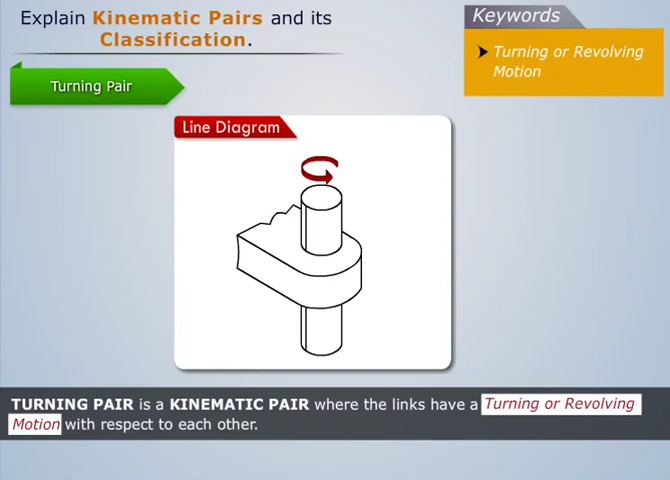 Explain Kinematic Pairs and its
Classification.
Keywords
Turning or Revolving
Motion
Turning Pair
Line Diagram
TURNING PAIR is a KINEMATIC PAIR where the links have a Turning or Revolving
Motion with respect to each other.